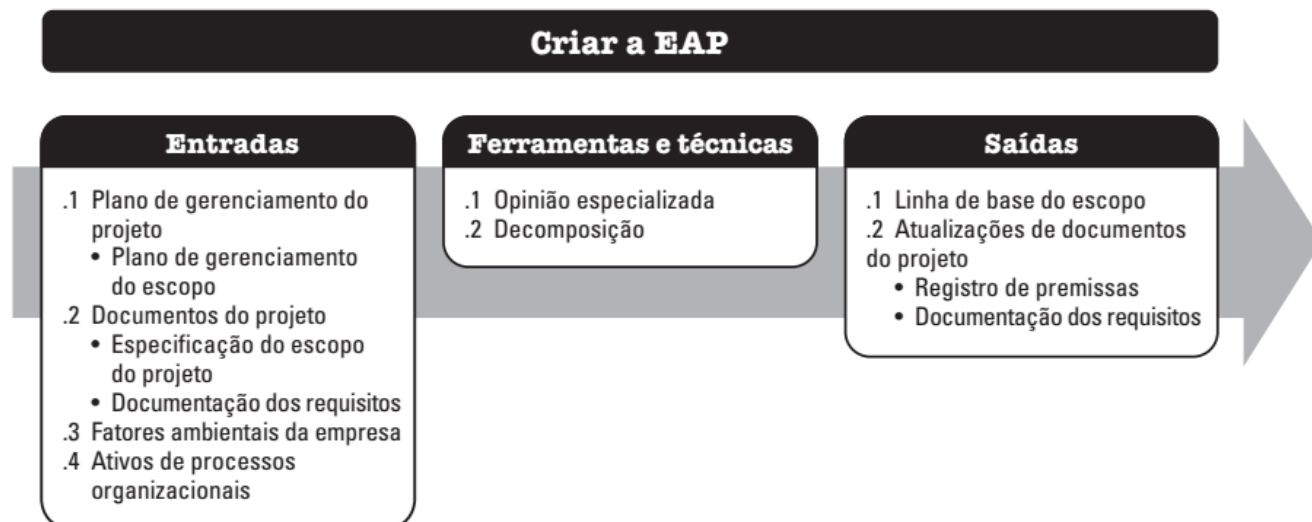 Criar a EAP
Entradas
.1 Plano de gerenciamento do
projeto
• Plano de gerenciamento
do escopo
.2 Documentos do projeto
• Especificação do escopo
do projeto
• Documentação dos requisitos
.3 Fatores ambientais da empresa
.4 Ativos de processos
organizacionais
Ferramentas e técnicas
.1 Opinião especializada
.2 Decomposição
Saídas
.1 Linha de base do escopo
.2 Atualizações de documentos
do projeto
• Registro de premissas
• Documentação dos requisitos